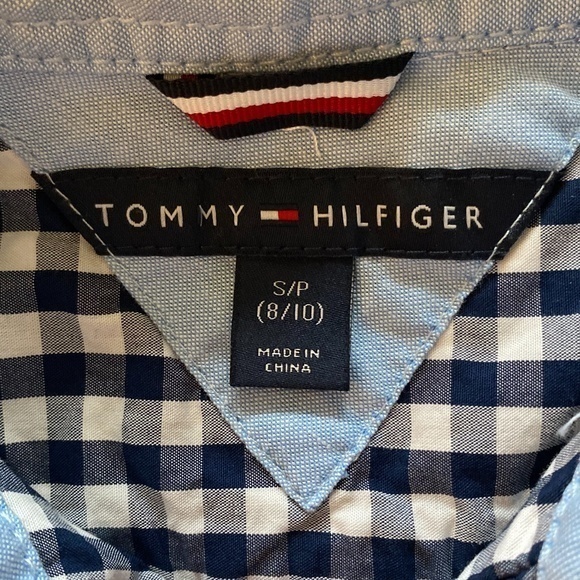 TOMMY HILFIGER
S/P
(8/10)
MADE IN
CHINA